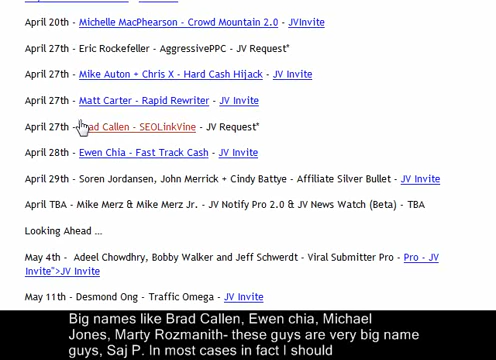 April 20th - Michelle MacPhearson - Crowd Mountain 2.0 - JVInvite
April 27th - Eric Rockefeller - AggressivePPC - JV Request*
April 27th - Mike Auton + Chris X - Hard Cash Hijack - JV Invite
April 27th - Matt Carter - Rapid Rewriter - JV Invite
April 27th - Brad Callen - SEOLinkVine - JV Request*
April 28th - Ewen Chia - Fast Track Cash - JV Invite
April 29th - Soren Jordansen, John Merrick + Cindy Battye - Affiliate Silver Bullet - JV Invite
April TBA - Mike Merz & Mike Merz Jr. - JV Notify Pro 2.0 & JV News Watch (Beta) - TBA
Looking Ahead ...
May 4th - Adeel Chowdhry, Bobby Walker and Jeff Schwerdt - Viral Submitter Pro - Pro - JV
Invite">JV Invite
May 11th - Desmond Ong - Traffic Omega - JV Invite
Big names like Brad Callen, Ewen chia, Michael
Jones, Marty Rozmanith- these guys are very big name
guys, Saj P. In most cases in fact I should